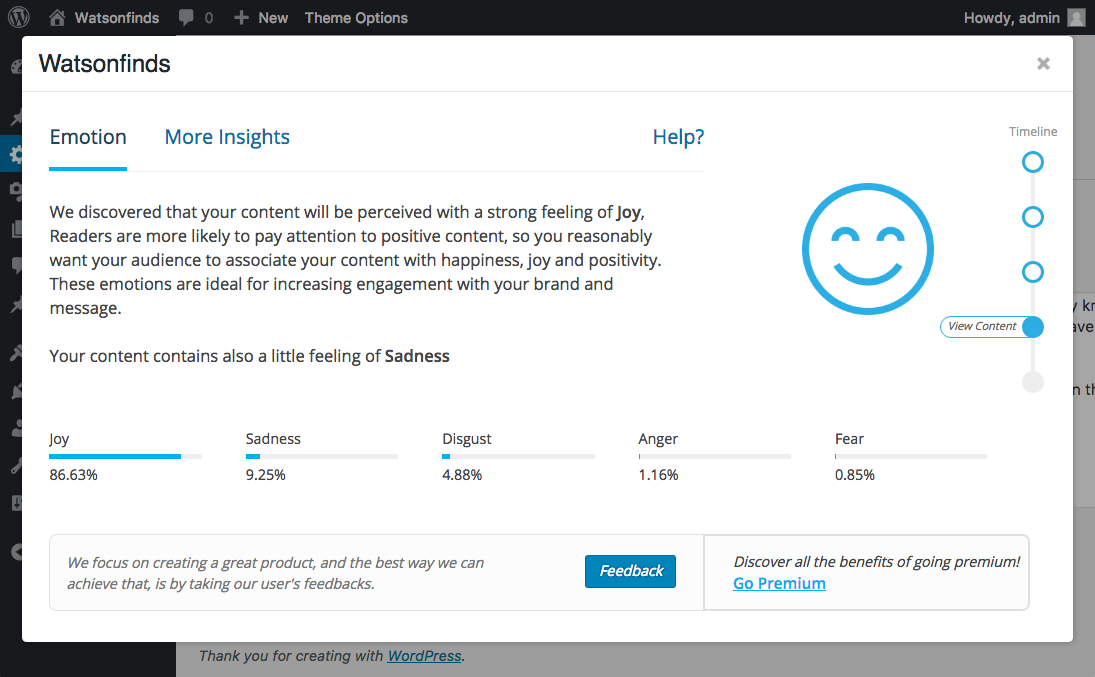 Watsonfinds 0 New Theme Options Howdy, admin
Watsonfinds
Emotion More Insights Help?
Timeline
We discovered that your content will be perceived with a strong feeling of Joy,
Readers are more likely to pay attention to positive content, so you reasonably
want your audience to associate your content with happiness, joy and positivity.
These emotions are ideal for increasing engagement with your brand and
message.
View Content
Your content contains also a little feeling of Sadness
Joy Sadness Disgust Anger Fear
86.63% 9.25% 4.88% 1.16% 0.85%
We focus on creating a great product, and the best way we can
achieve that, is by taking our user's feedbacks.
Feedback
Discover all the benefits of going premium!
Go Premium
Thank you for creating with WordPress.